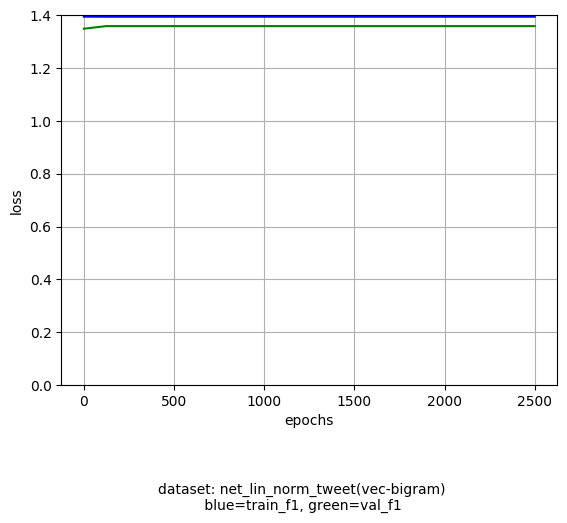 1.4
1.2
1.0
0.8
0.6
0.4
0.2
0.0
loss
0 500 1000 1500 2000 2500
epochs
dataset: net_lin_norm_tweet(vec-bigram)
blue=train_f1, green=val_f1